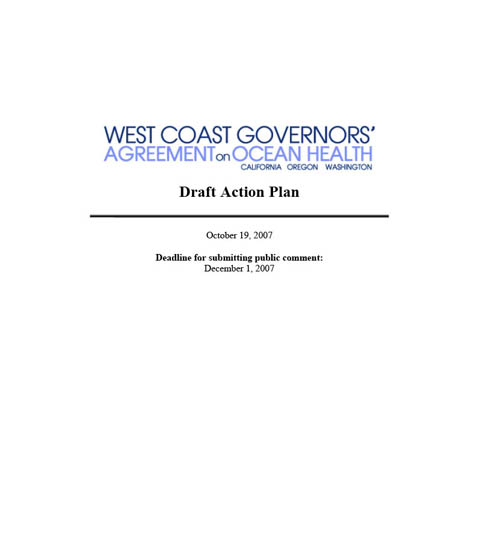 WEST COAST GOVERNORS'
AGREEMENT on OCEAN HEALTH
CALIFORNIA OREGON WASHINGTON
Draft Action Plan
October 19, 2007
Deadline for submitting public comment:
December 1, 2007